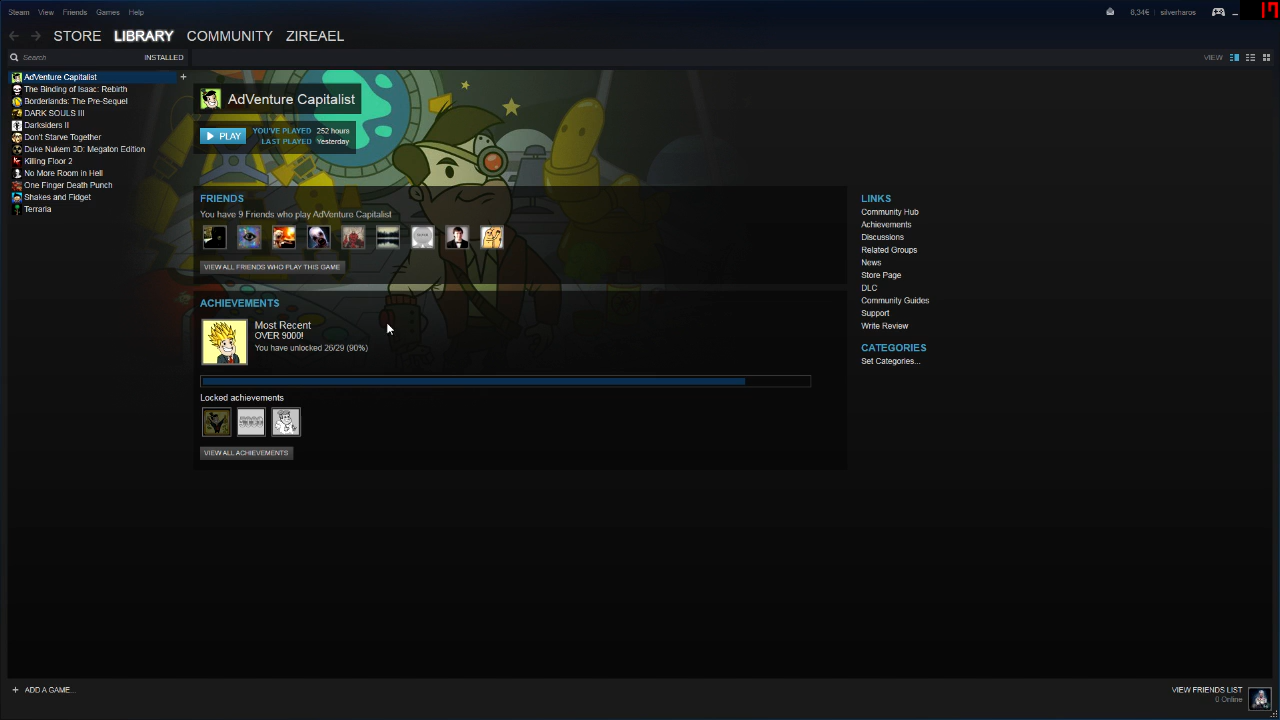 Steam View Friends Games Help
8,34€ silverharos
17
STORE LIBRARY COMMUNITY ZIREAEL
Search INSTALLED
VIEW
AdVenture Capitalist
The Binding of Isaac: Rebirth
Borderlands: The Pre-Sequel
DARK SOULS III
Darksiders II
Don't Starve Together
Duke Nukem 3D: Megaton Edition
Killing Floor 2
No More Room in Hell
One Finger Death Punch
Shakes and Fidget
Terraria
AdVenture Capitalist
PLAY
YOU'VE PLAYED 252 hours
LAST PLAYED Yesterday
FRIENDS
You have 9 Friends who play AdVenture Capitalist
VIEW ALL FRIENDS WHO PLAY THIS GAME
ACHIEVEMENTS
Most Recent
OVER 9000!
You have unlocked 26/29 (90%)
Locked achievements
VIEW ALL ACHIEVEMENTS
LINKS
Community Hub
Achievements
Discussions
Related Groups
News
Store Page
DLC
Community Guides
Support
Write Review
CATEGORIES
Set Categories...
+ ADD A GAME...
VIEW FRIENDS LIST
0 Online